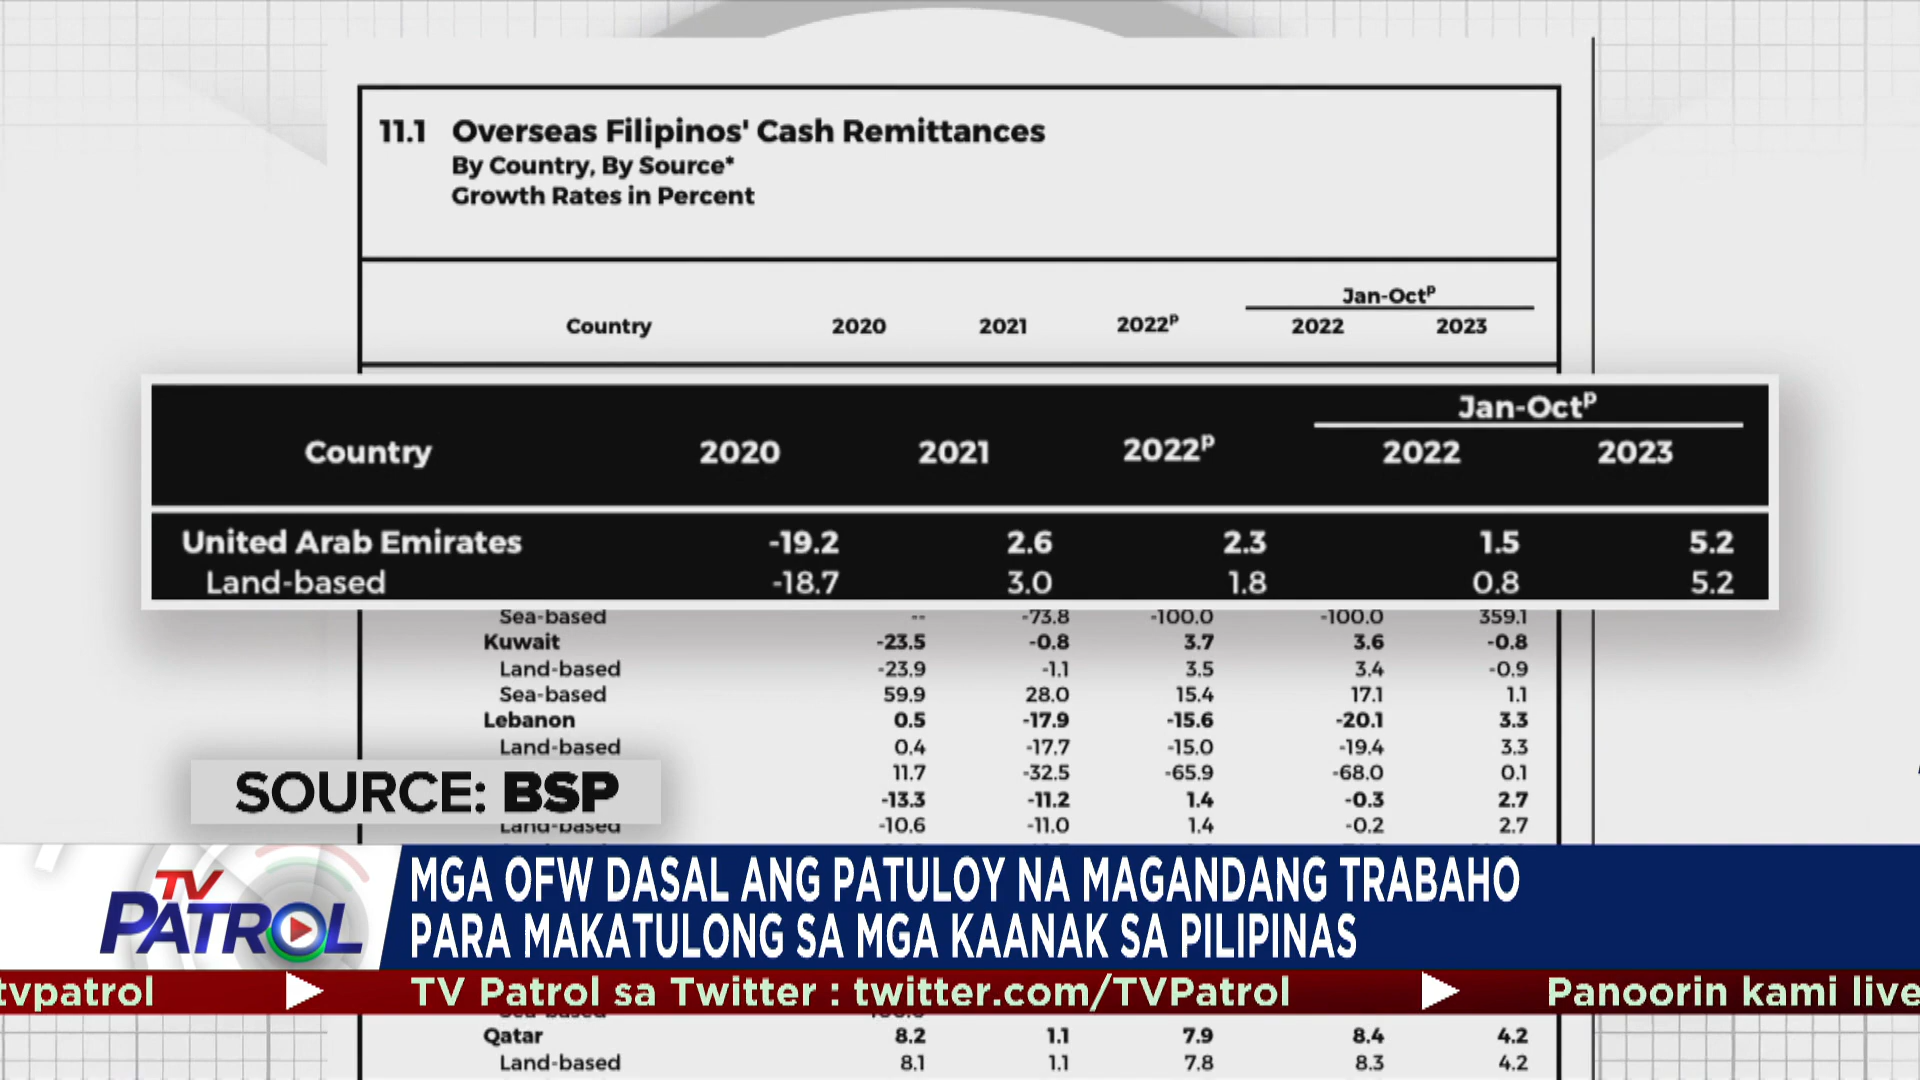 11.1 Overseas Filipinos' Cash Remittances
By Country, By Source*
Growth Rates in Percent
Jan-Octᵖ
Country 2020 2021 2022ᵖ 2022 2023
Jan-Octᵖ
Country 2020 2021 2022ᵖ 2022 2023
United Arab Emirates -19.2 2.6 2.3 1.5 5.2
Land-based -18.7 3.0 1.8 0.8 5.2
Sea-based -- -73.8 -100.0 -100.0 359.1
Kuwait -23.5 -0.8 3.7 3.6 -0.8
Land-based -23.9 -1.1 3.5 3.4 -0.9
Sea-based 59.9 28.0 15.4 17.1 1.1
Lebanon 0.5 -17.9 -15.6 -20.1 3.3
Land-based 0.4 -17.7 -15.0 -19.4 3.3
11.7 -32.5 -65.9 -68.0 0.1
SOURCE: BSP
-13.3 -11.2 1.4 -0.3 2.7
Land-based -10.6 -11.0 1.4 -0.2 2.7
TV PATROL
MGA OFW DASAL ANG PATULOY NA MAGANDANG TRABAHO
PARA MAKATULONG SA MGA KAANAK SA PILIPINAS
tvpatrol TV Patrol sa Twitter : twitter.com/TVPatrol Panoorin kami live
Qatar 8.2 1.1 7.9 8.4 4.2
Land-based 8.1 1.1 7.8 8.3 4.2